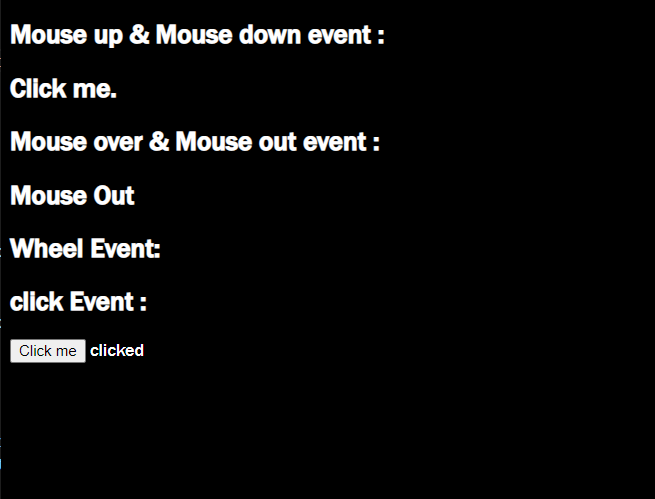 Mouse up & Mouse down event :
Click me.
Mouse over & Mouse out event :
Mouse Out
Wheel Event:
click Event :
Click me clicked